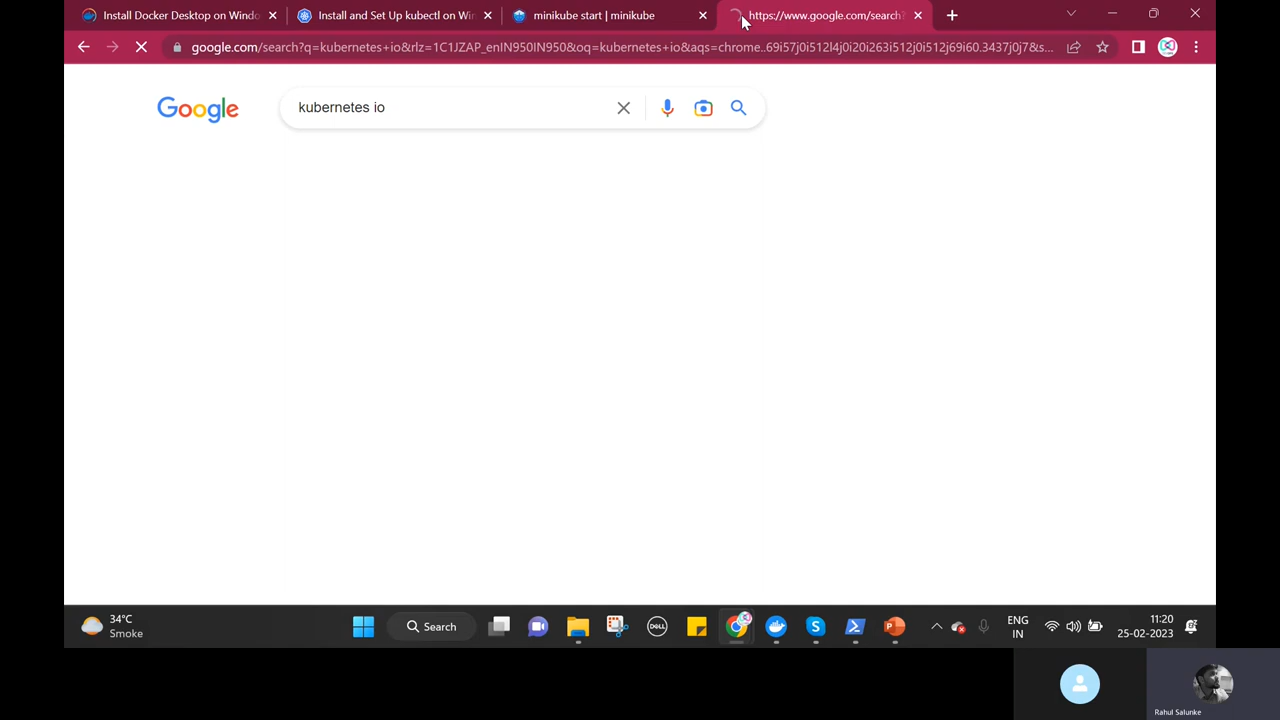 Install Docker Desktop on Windo
Install and Set Up kubectl on Wi
minikube start | minikube
https://www.google.com/search?
google.com/search?q=kubernetes+io&rlz=1C1JZAP_enIN950IN950&oq=kubernetes+io&aqs=chrome..69i57j0i512l4j0i20i263i512j0i512j69i60.3437j0j7&s...
Google
kubernetes io
34°C
Smoke
Search
DELL
ENG
IN
11:20
25-02-2023
Rahul Salunke